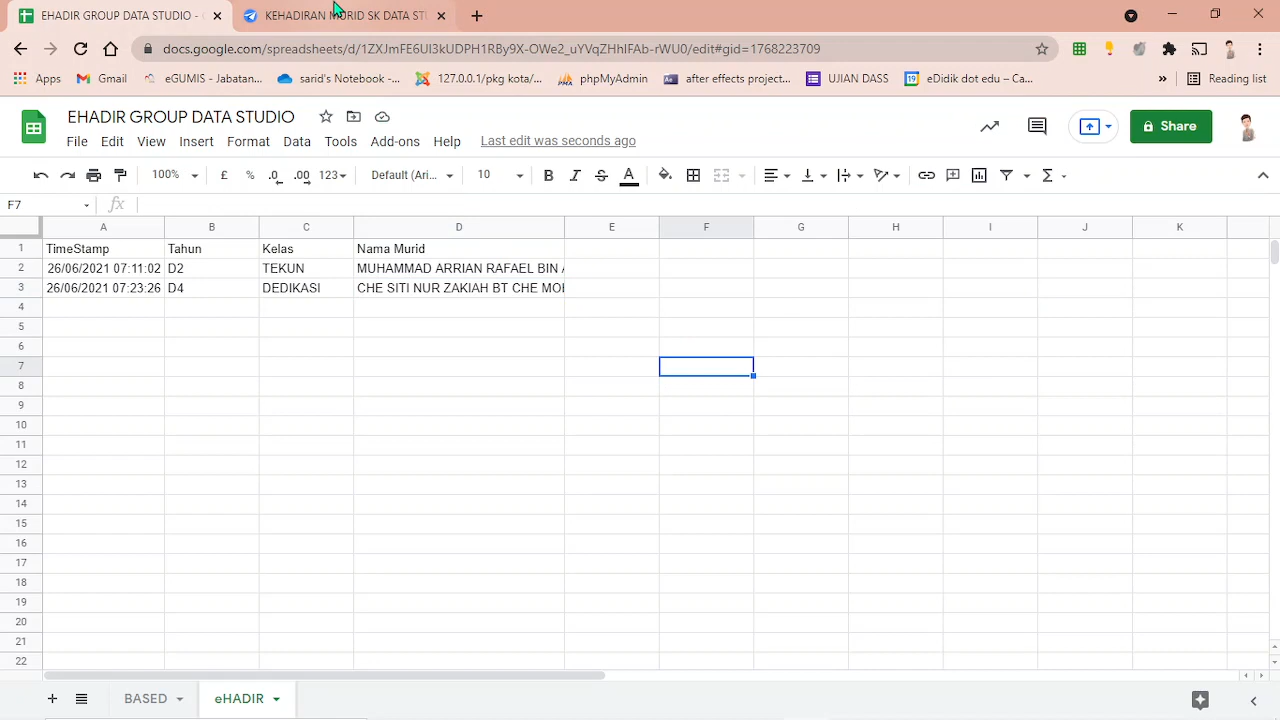 EHADIR GROUP DATA STUDIO -
KEHADIRAN MURID SK DATA ST
docs.google.com/spreadsheets/d/1ZXJmFE6UI3kUDPH1RBy9X-OWe2_uYVqZHhIFAb-rWU0/edit#gid=1768223709
Apps
Gmail
eGUMIS - Jabatan...
sarid's Notebook -...
127.0.0.1/pkg kota/...
phpMyAdmin
after effects project...
UJIAN DASS
eDidik dot edu – Ca...
»
Reading list
EHADIR GROUP DATA STUDIO
Share
File Edit View Insert Format Data Tools Add-ons Help Last edit was seconds ago
100% £ % .0 .00 123 Default (Ari... 10 B I S A Σ
F7 fx
A B C D E F G H I J K
1 TimeStamp Tahun Kelas Nama Murid
2 26/06/2021 07:11:02 D2 TEKUN MUHAMMAD ARRIAN RAFAEL BIN
3 26/06/2021 07:23:26 D4 DEDIKASI CHE SITI NUR ZAKIAH BT CHE
4
5
6
7
8
9
10
11
12
13
14
15
16
17
18
19
20
21
22
BASED eHADIR